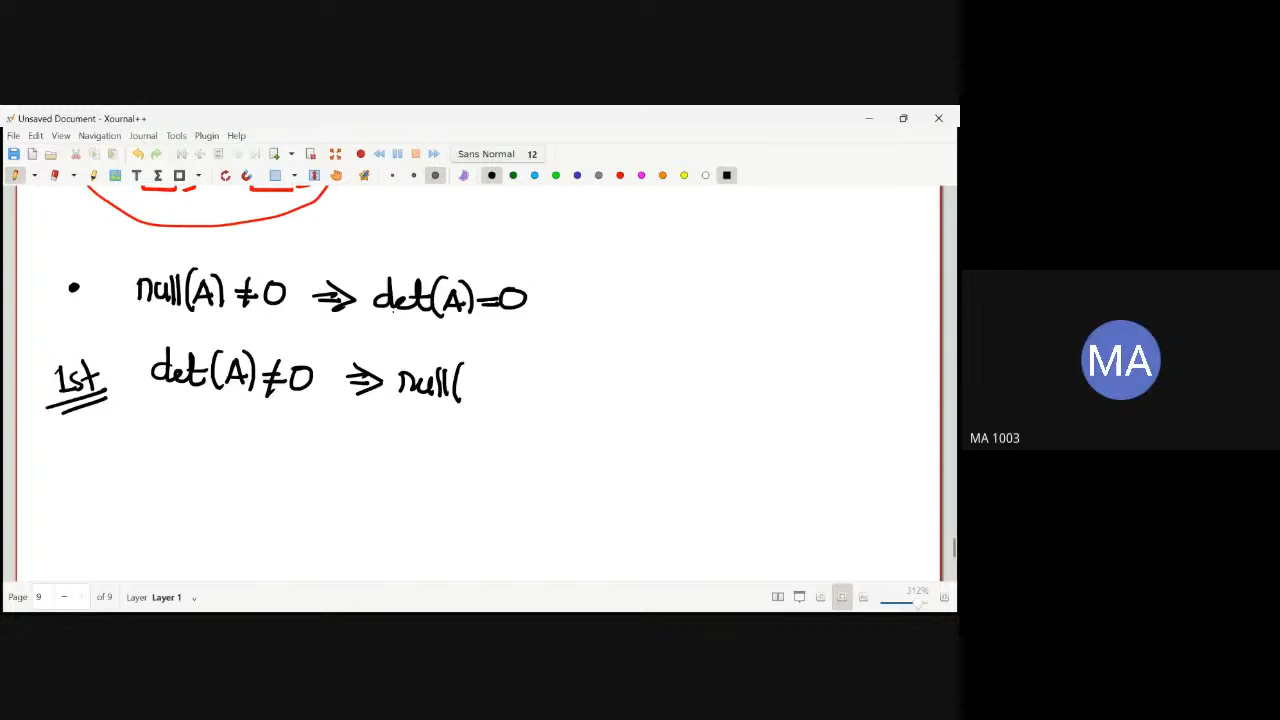 Unsaved Document - Xournal++
File Edit View Navigation Journal Tools Plugin Help
Sans Normal 12
• null(A) ≠ 0 ⇒ det(A) = 0
1st det(A) ≠ 0 ⇒ null(
MA
MA 1003
Page 9 − + of 9 Layer Layer 1 312%